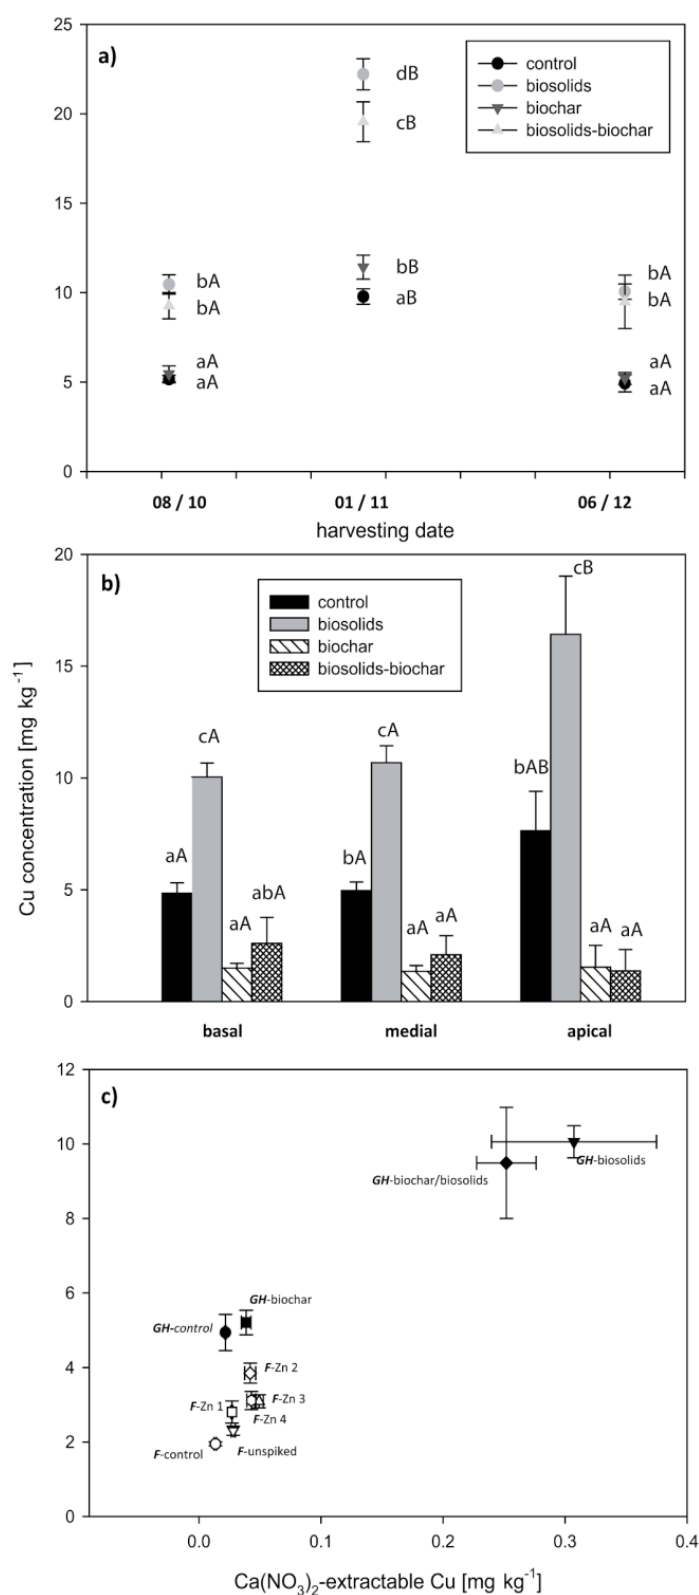 25
a)
control
dB
biosolids
biochar
20
cB
biosolids-biochar
15
bB
bA
bA
10
aB
bA
bA
aA
aA
5
aA
aA
0
08 / 10
01 / 11
06 / 12
harvesting date
20
b)
cB
control
biosolids
biochar
15
biosolids-biochar
cA
cA
bAB
10
aA
bA
5
abA
aA
aA
aA
aA
aA
0
basal
medial
apical
Cu concentration [mg kg⁻¹]
12
c)
10
GH-biosolids
GH-biochar/biosolids
8
6
GH-biochar
GH-control
4
F-Zn 2
F-Zn 1
F-Zn 3
F-Zn 4
2
F-control
F-unspiked
0
0.0
0.1
0.2
0.3
0.4
Ca(NO₃)₂-extractable Cu [mg kg⁻¹]